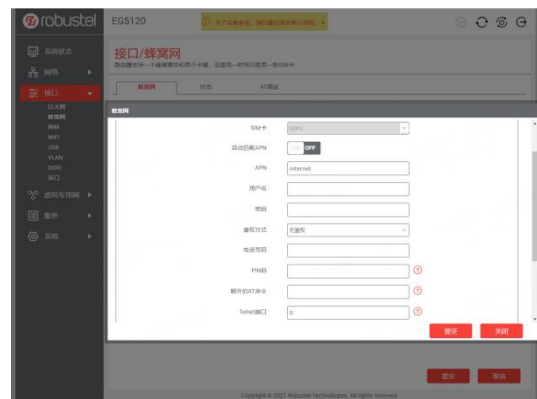 robustel
EG5120
系统状态
网络
接口
以太网
蜂窝网
网桥
WIFI
USB
VLAN
DIDO
串口
虚拟专用网
服务
系统
接口/蜂窝网
蜂窝网 状态 AT调试
蜂窝网
SIM卡 SIM1
自动匹配APN OFF
APN internet
用户名
密码
鉴权方式 无鉴权
电话号码
PIN码
额外的AT命令
Telnet端口 0
提交 关闭
提交 取消
Copyright © 2021 Robustel Technologies. All rights reserved.